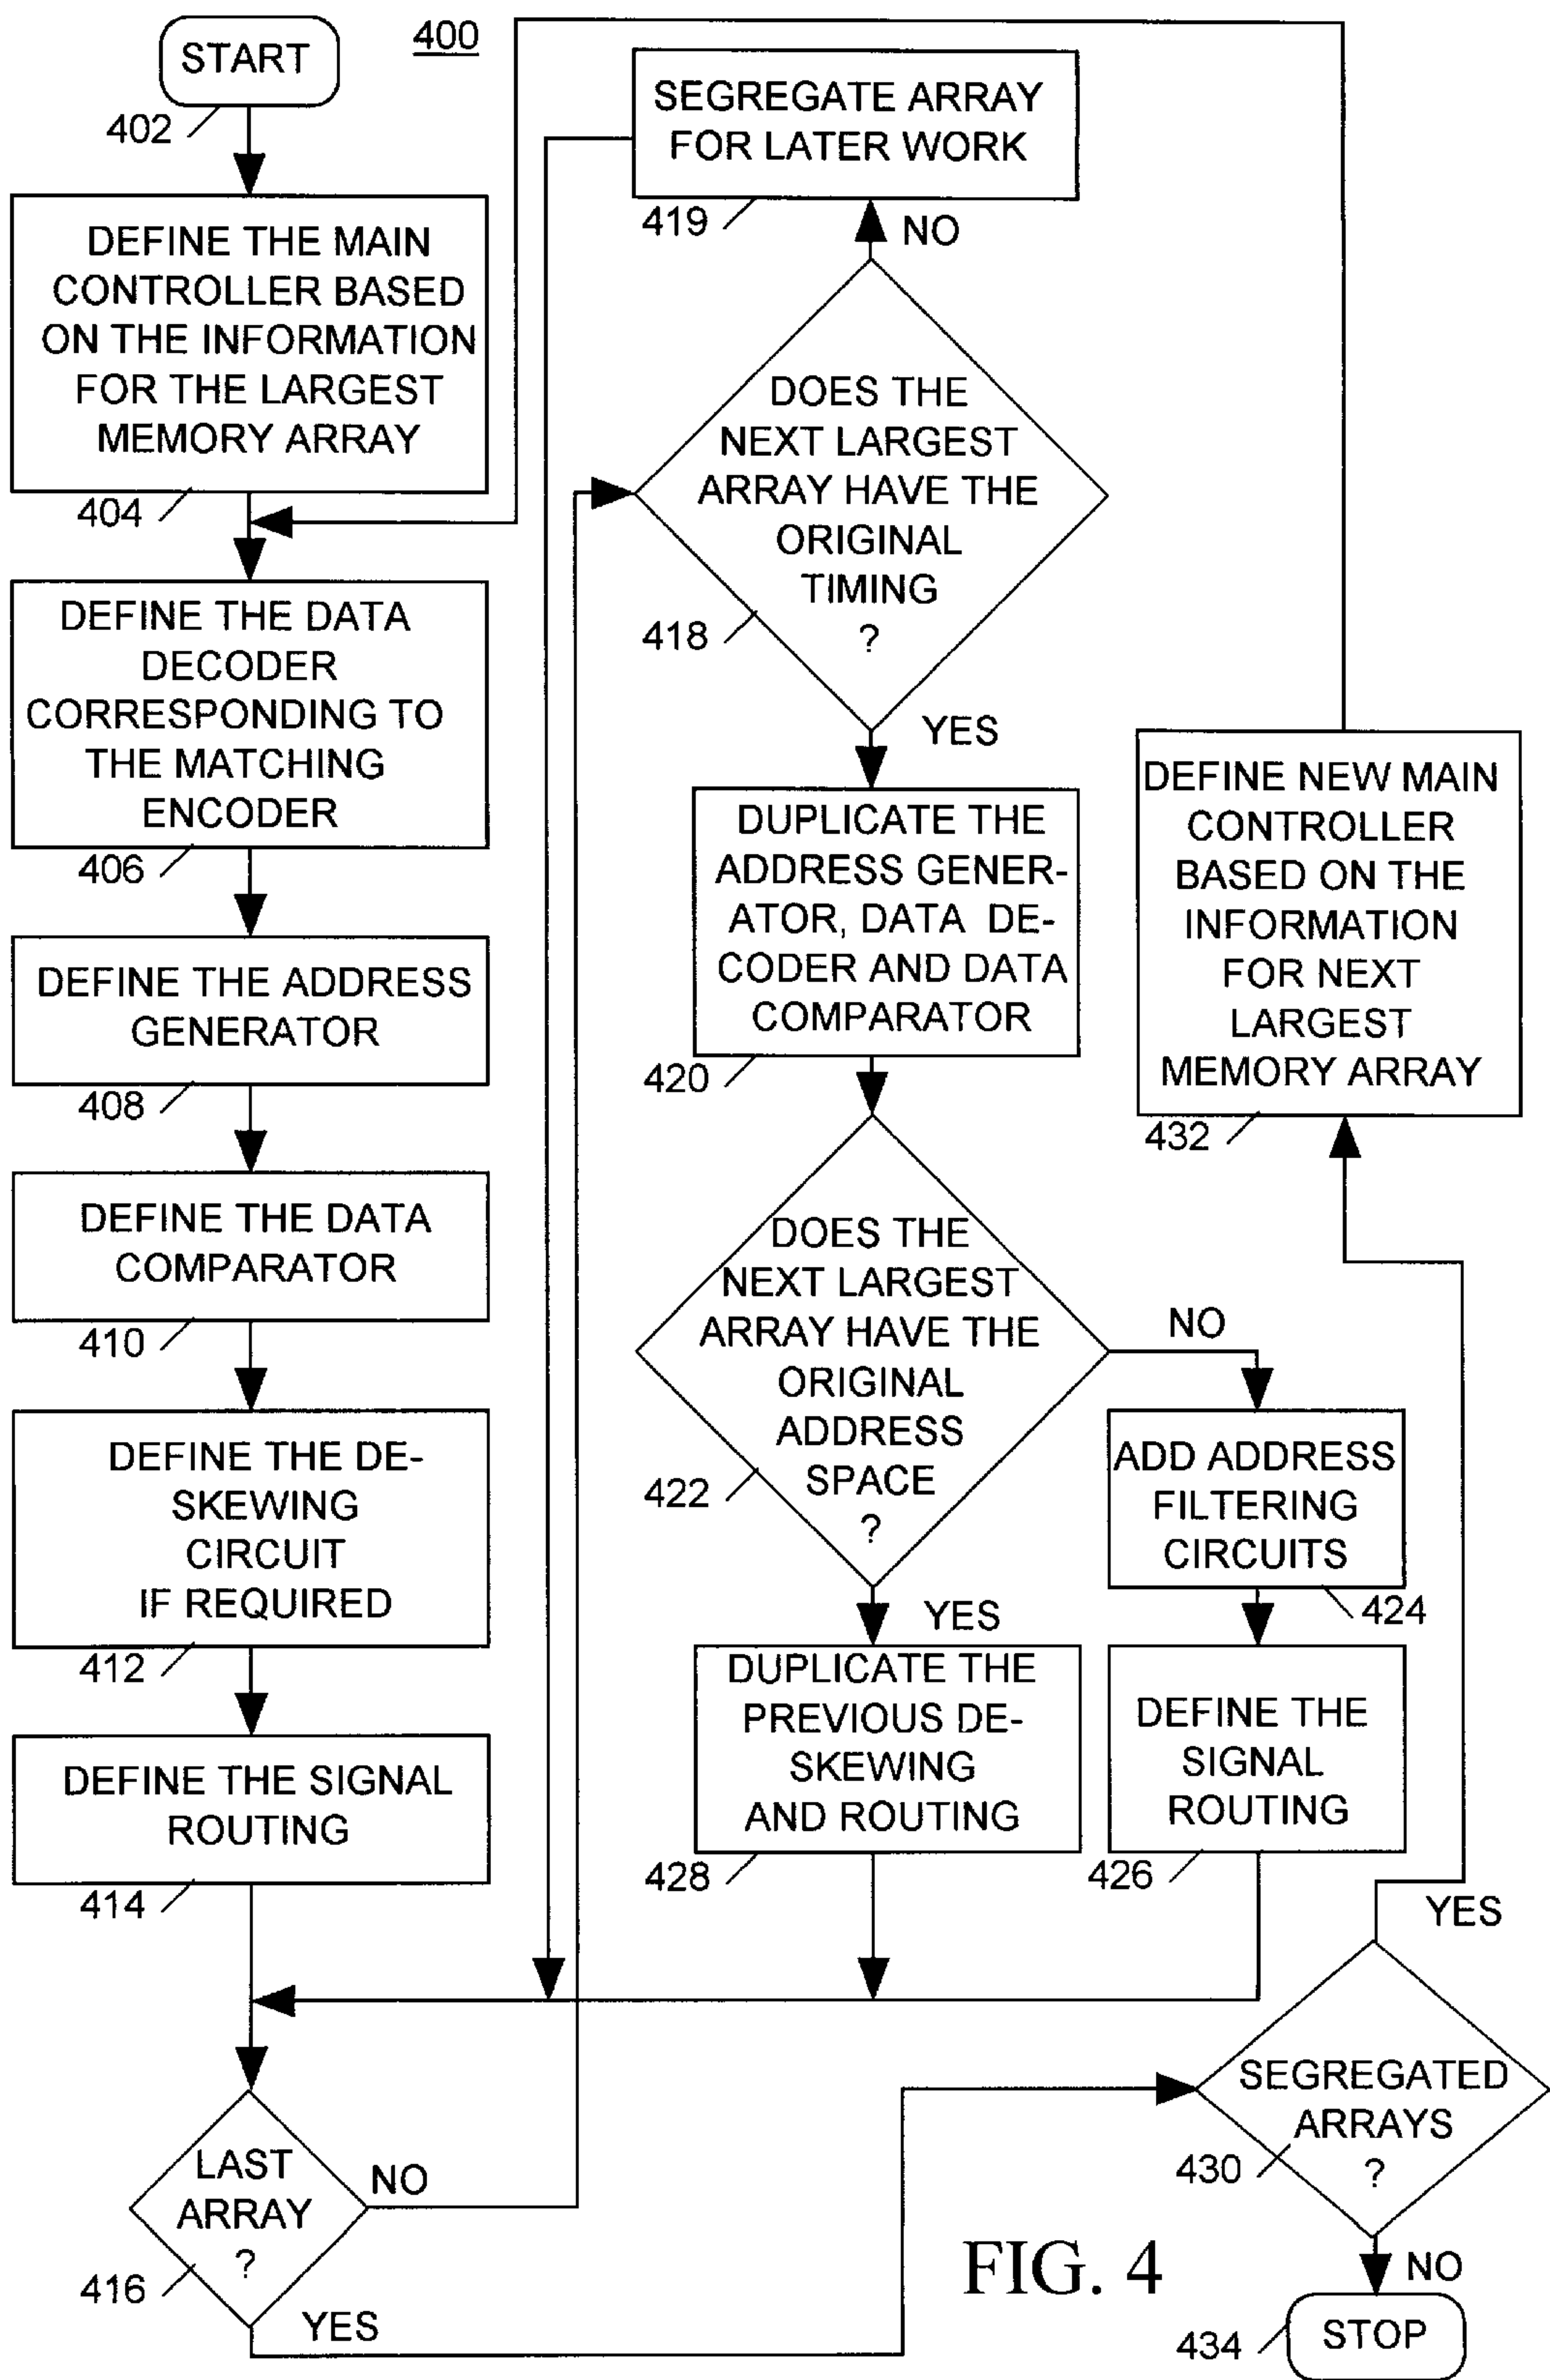 START
400
402
DEFINE THE MAIN
CONTROLLER BASED
ON THE INFORMATION
FOR THE LARGEST
MEMORY ARRAY
404
DEFINE THE DATA
DECODER
CORRESPONDING TO
THE MATCHING
ENCODER
406
DEFINE THE ADDRESS
GENERATOR
408
DEFINE THE DATA
COMPARATOR
410
DEFINE THE DE-
SKEWING
CIRCUIT
IF REQUIRED
412
DEFINE THE SIGNAL
ROUTING
414
LAST
ARRAY
?
416
NO
YES
SEGREGATE ARRAY
FOR LATER WORK
419
NO
DOES THE
NEXT LARGEST
ARRAY HAVE THE
ORIGINAL
TIMING
?
418
YES
DUPLICATE THE
ADDRESS GENER-
ATOR, DATA DE-
CODER AND DATA
COMPARATOR
420
DOES THE
NEXT LARGEST
ARRAY HAVE THE
ORIGINAL
ADDRESS
SPACE
?
422
NO
YES
ADD ADDRESS
FILTERING
CIRCUITS
424
DUPLICATE THE
PREVIOUS DE-
SKEWING
AND ROUTING
428
DEFINE THE
SIGNAL
ROUTING
426
DEFINE NEW MAIN
CONTROLLER
BASED ON THE
INFORMATION
FOR NEXT
LARGEST
MEMORY ARRAY
432
YES
SEGREGATED
ARRAYS
?
430
NO
STOP
434
FIG. 4